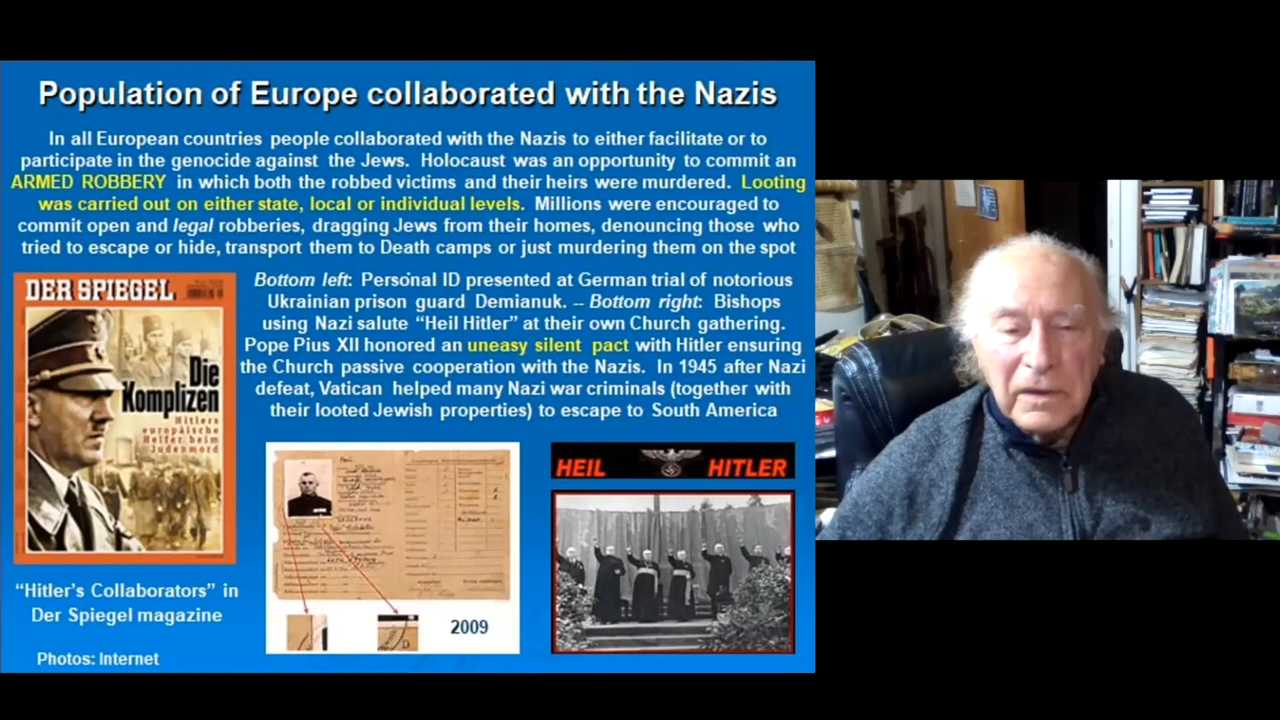 Population of Europe collaborated with the Nazis
In all European countries people collaborated with the Nazis to either facilitate or to
participate in the genocide against the Jews. Holocaust was an opportunity to commit an
ARMED ROBBERY in which both the robbed victims and their heirs were murdered. Looting
was carried out on either state, local or individual levels. Millions were encouraged to
commit open and legal robberies, dragging Jews from their homes, denouncing those who
tried to escape or hide, transport them to Death camps or just murdering them on the spot
Bottom left: Personal ID presented at German trial of notorious
Ukrainian prison guard Demianuk. -- Bottom right: Bishops
using Nazi salute “Heil Hitler” at their own Church gathering.
Pope Pius XII honored an uneasy silent pact with Hitler ensuring
the Church passive cooperation with the Nazis. In 1945 after Nazi
defeat, Vatican helped many Nazi war criminals (together with
their looted Jewish properties) to escape to South America
DER SPIEGEL
Die
Komplizen
Hitlers
europäische
Helfer beim
Judenmord
“Hitler’s Collaborators” in
Der Spiegel magazine
Photos: Internet
2009
HEIL HITLER